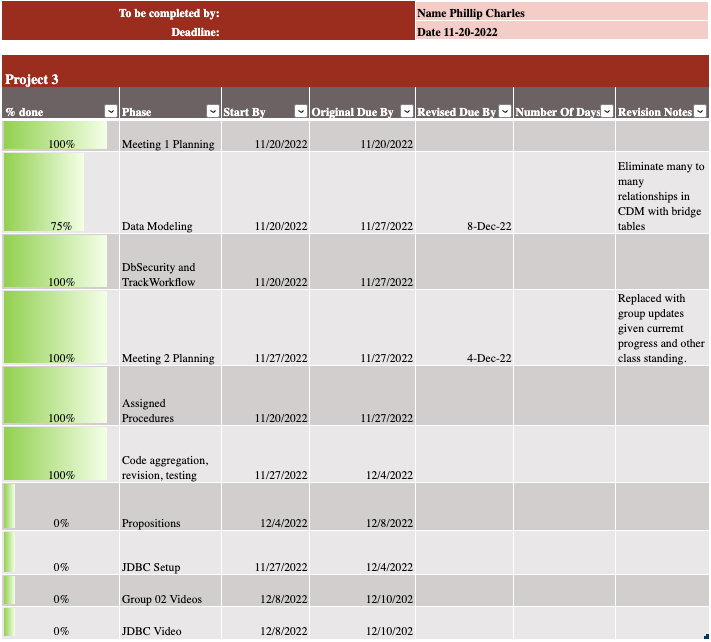 To be completed by: Name Phillip Charles
Deadline: Date 11-20-2022
Project 3
% done Phase Start By Original Due By Revised Due By Number Of Days Revision Notes
100% Meeting 1 Planning 11/20/2022 11/20/2022
Eliminate many to
many
relationships in
CDM with bridge
75% Data Modeling 11/20/2022 11/27/2022 8-Dec-22 tables
DbSecurity and
100% TrackWorkflow 11/20/2022 11/27/2022
Replaced with
group updates
given curremt
progress and other
100% Meeting 2 Planning 11/27/2022 11/27/2022 4-Dec-22 class standing.
Assigned
100% Procedures 11/20/2022 11/27/2022
Code aggregation,
100% revision, testing 11/27/2022 12/4/2022
0% Propositions 12/4/2022 12/8/2022
0% JDBC Setup 11/27/2022 12/4/2022
0% Group 02 Videos 12/8/2022 12/10/202
0% JDBC Video 12/8/2022 12/10/202